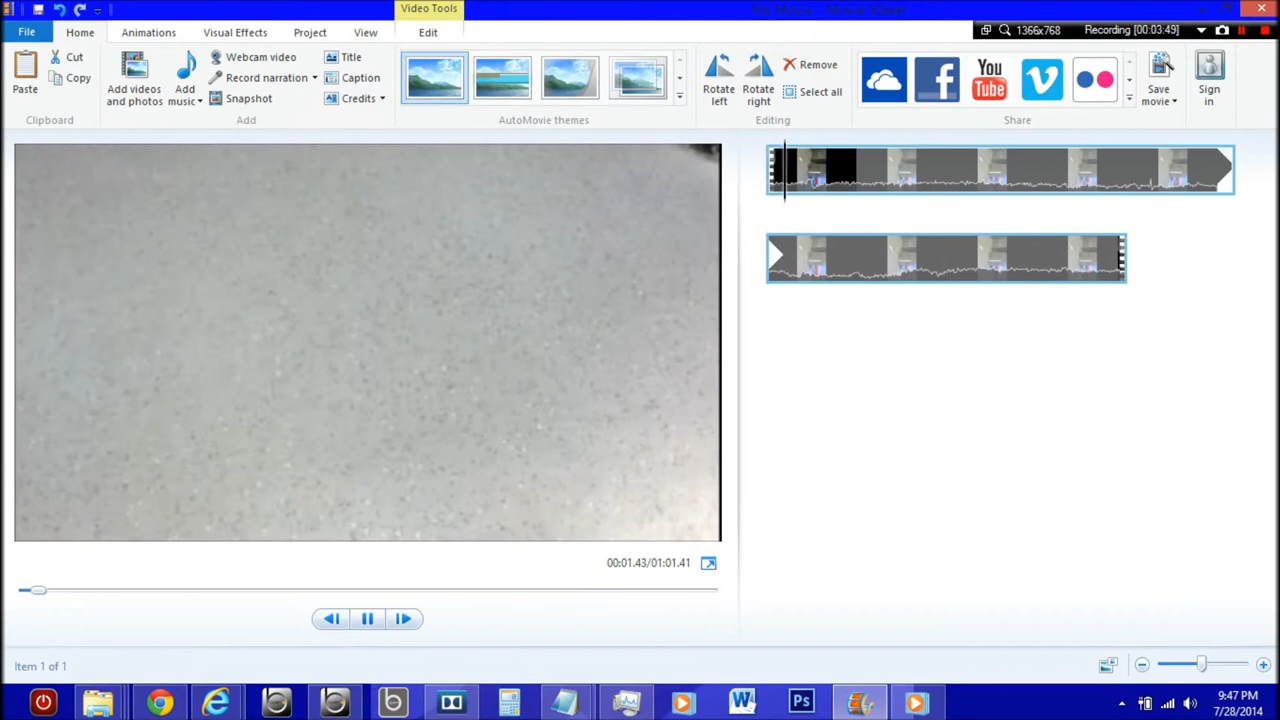 Video Tools
My Movie - Movie Maker
File
Home
Animations
Visual Effects
Project
View
Edit
1366x768
Recording [00:03:49]
Paste
Cut
Copy
Clipboard
Add videos
and photos
Add
music
Webcam video
Record narration
Snapshot
Title
Caption
Credits
Add
AutoMovie themes
Rotate
left
Rotate
right
Remove
Select all
Editing
You
Tube
Share
Save
movie
Sign
in
00:01.43/01:01.41
Item 1 of 1
W
Ps
9:47 PM
7/28/2014